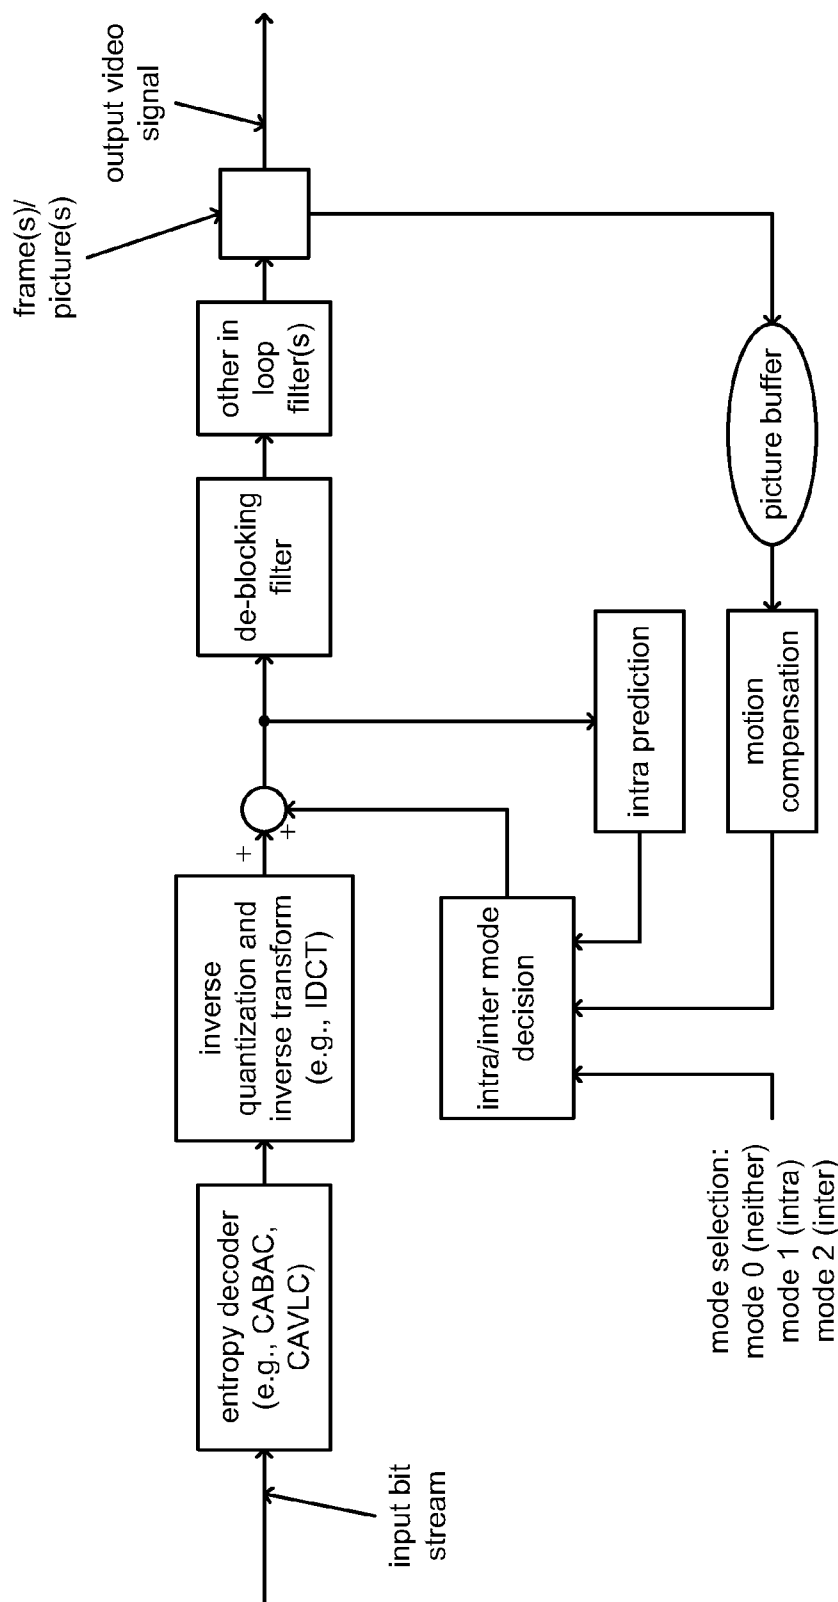 input bit
stream
entropy decoder
(e.g., CABAC,
CAVLC)
inverse
quantization and
inverse transform
(e.g., IDCT)
+
+
de-blocking
filter
other in
loop
filter(s)
frame(s)/
picture(s)
output video
signal
intra/inter mode
decision
intra prediction
motion
compensation
picture buffer
mode selection:
mode 0 (neither)
mode 1 (intra)
mode 2 (inter)